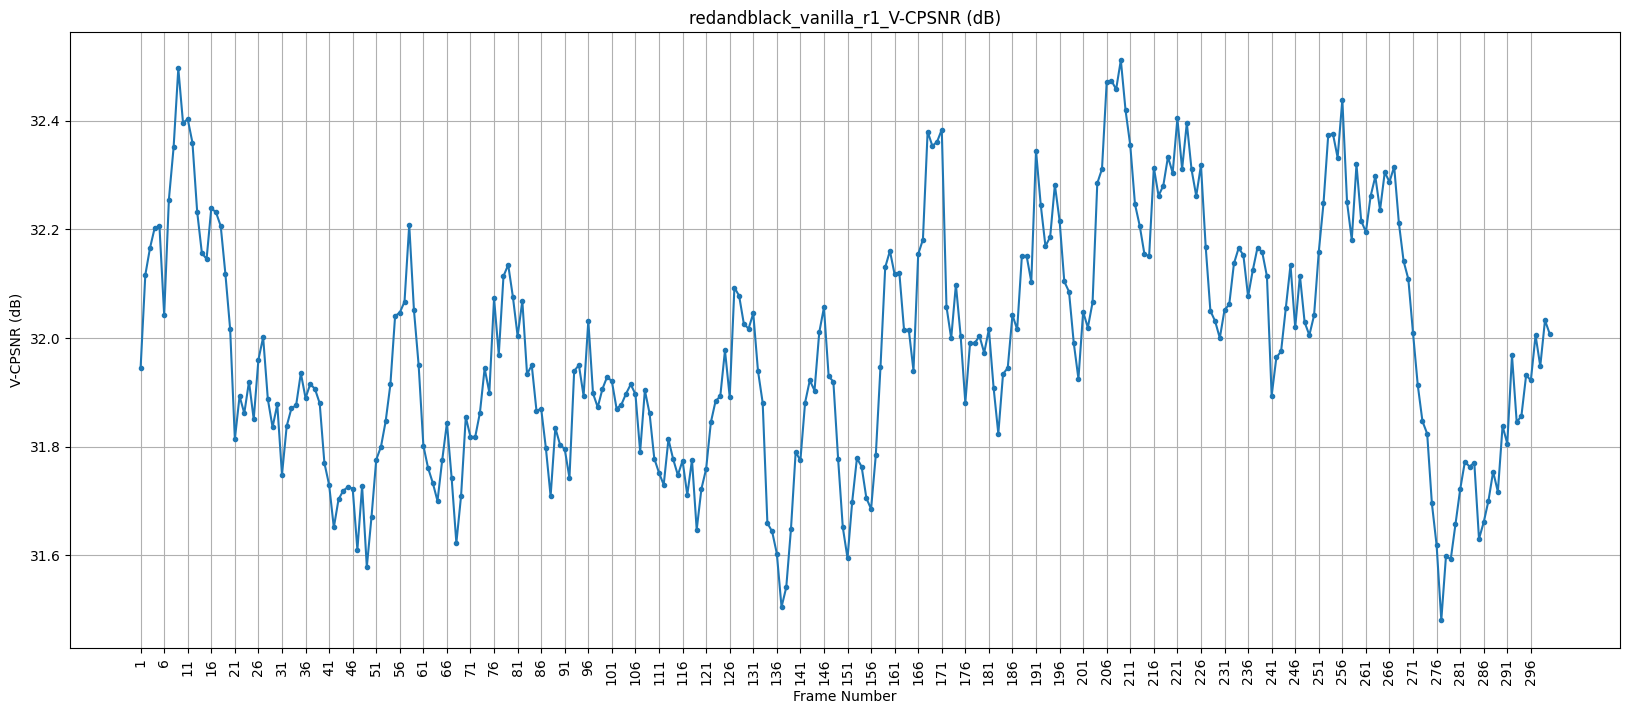 redandblack_vanilla_r1_V-CPSNR (dB)
V-CPSNR (dB)
32.4
32.2
32.0
31.8
31.6
1 6 11 16 21 26 31 36 41 46 51 56 61 66 71 76 81 86 91 96 101 106 111 116 121 126 131 136 141 146 151 156 161 166 171 176 181 186 191 196 201 206 211 216 221 226 231 236 241 246 251 256 261 266 271 276 281 286 291 296
Frame Number